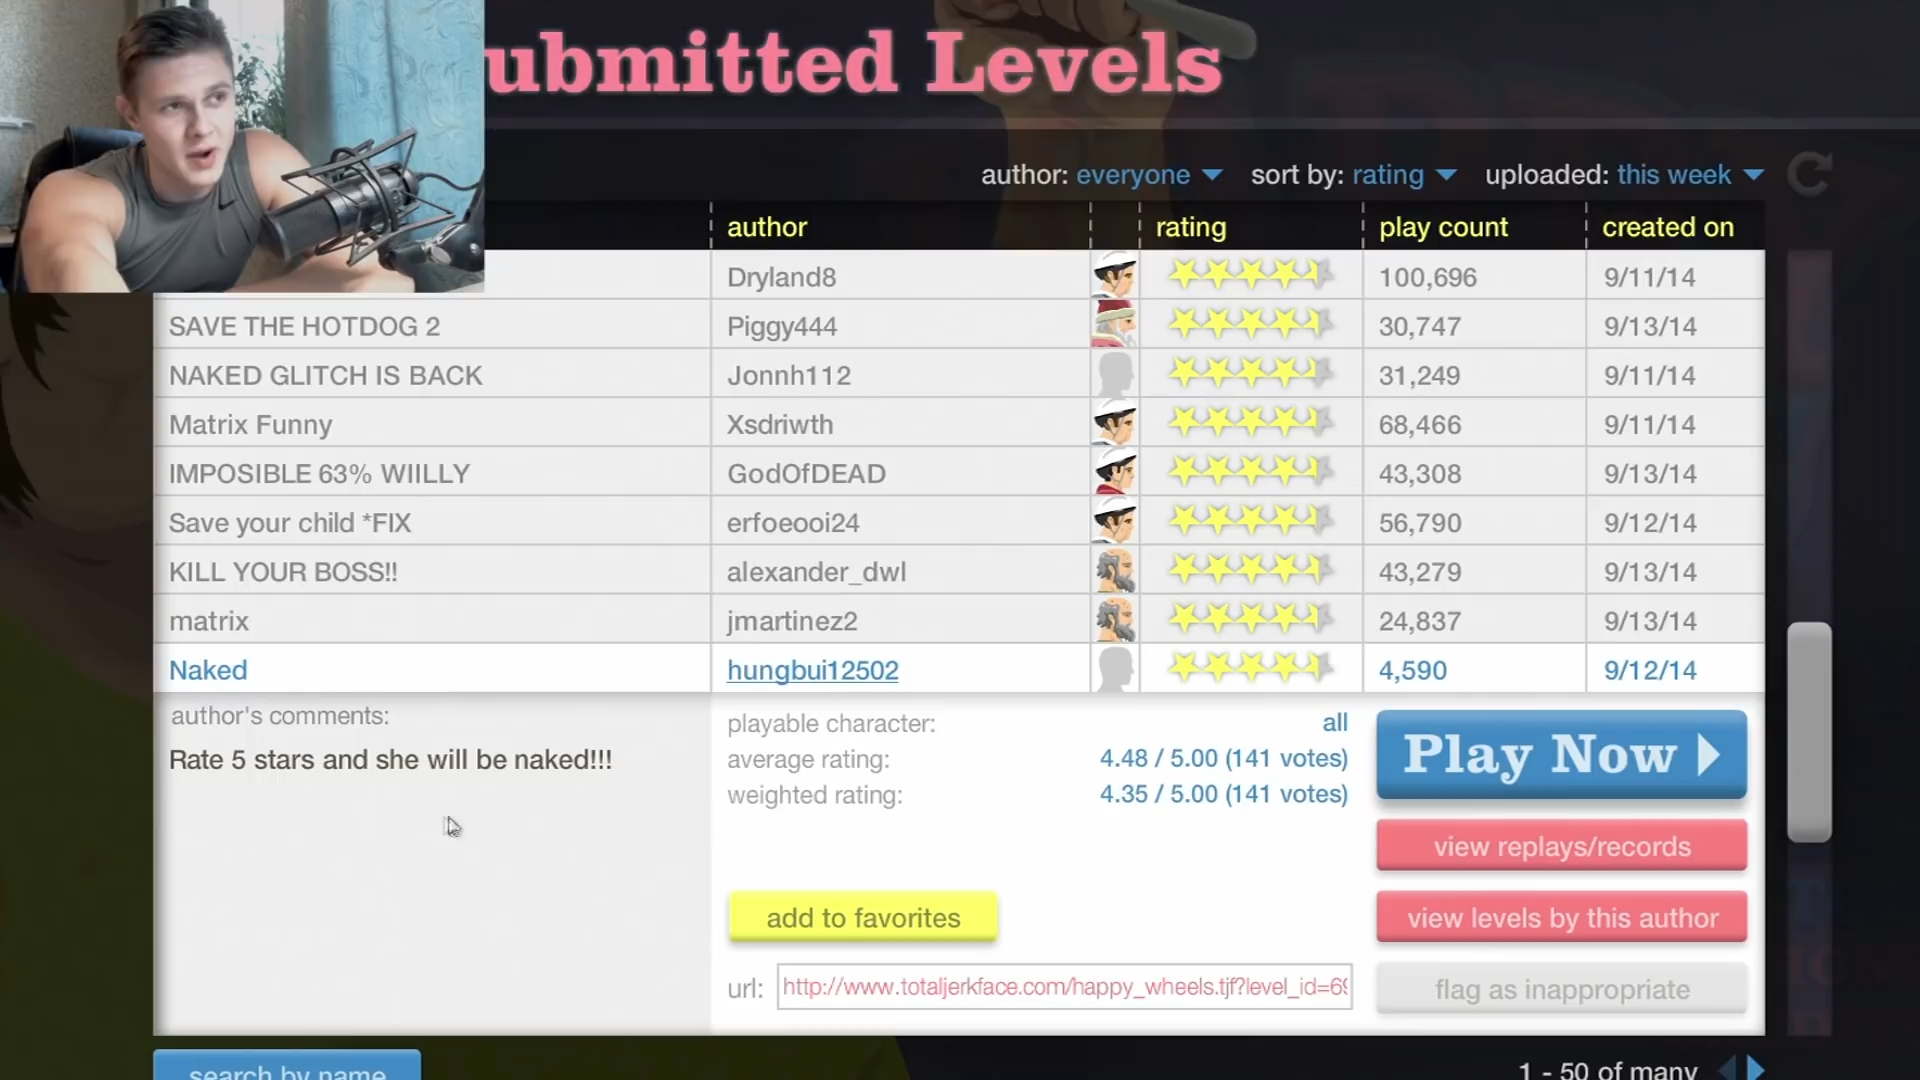 ubmitted Levels
author: everyone sort by: rating uploaded: this week
author rating play count created on
Dryland8 100,696 9/11/14
SAVE THE HOTDOG 2 Piggy444 30,747 9/13/14
NAKED GLITCH IS BACK Jonnh112 31,249 9/11/14
Matrix Funny Xsdriwth 68,466 9/11/14
IMPOSIBLE 63% WIILLY GodOfDEAD 43,308 9/13/14
Save your child *FIX erfoeooi24 56,790 9/12/14
KILL YOUR BOSS!! alexander_dwl 43,279 9/13/14
matrix jmartinez2 24,837 9/13/14
Naked hungbui12502 4,590 9/12/14
author's comments:
Rate 5 stars and she will be naked!!!
playable character: all
average rating: 4.48 / 5.00 (141 votes)
weighted rating: 4.35 / 5.00 (141 votes)
Play Now
view replays/records
add to favorites
view levels by this author
url: http://www.totaljerkface.com/happy_wheels.tjf?level_id=69
flag as inappropriate
search by name
1 - 50 of many